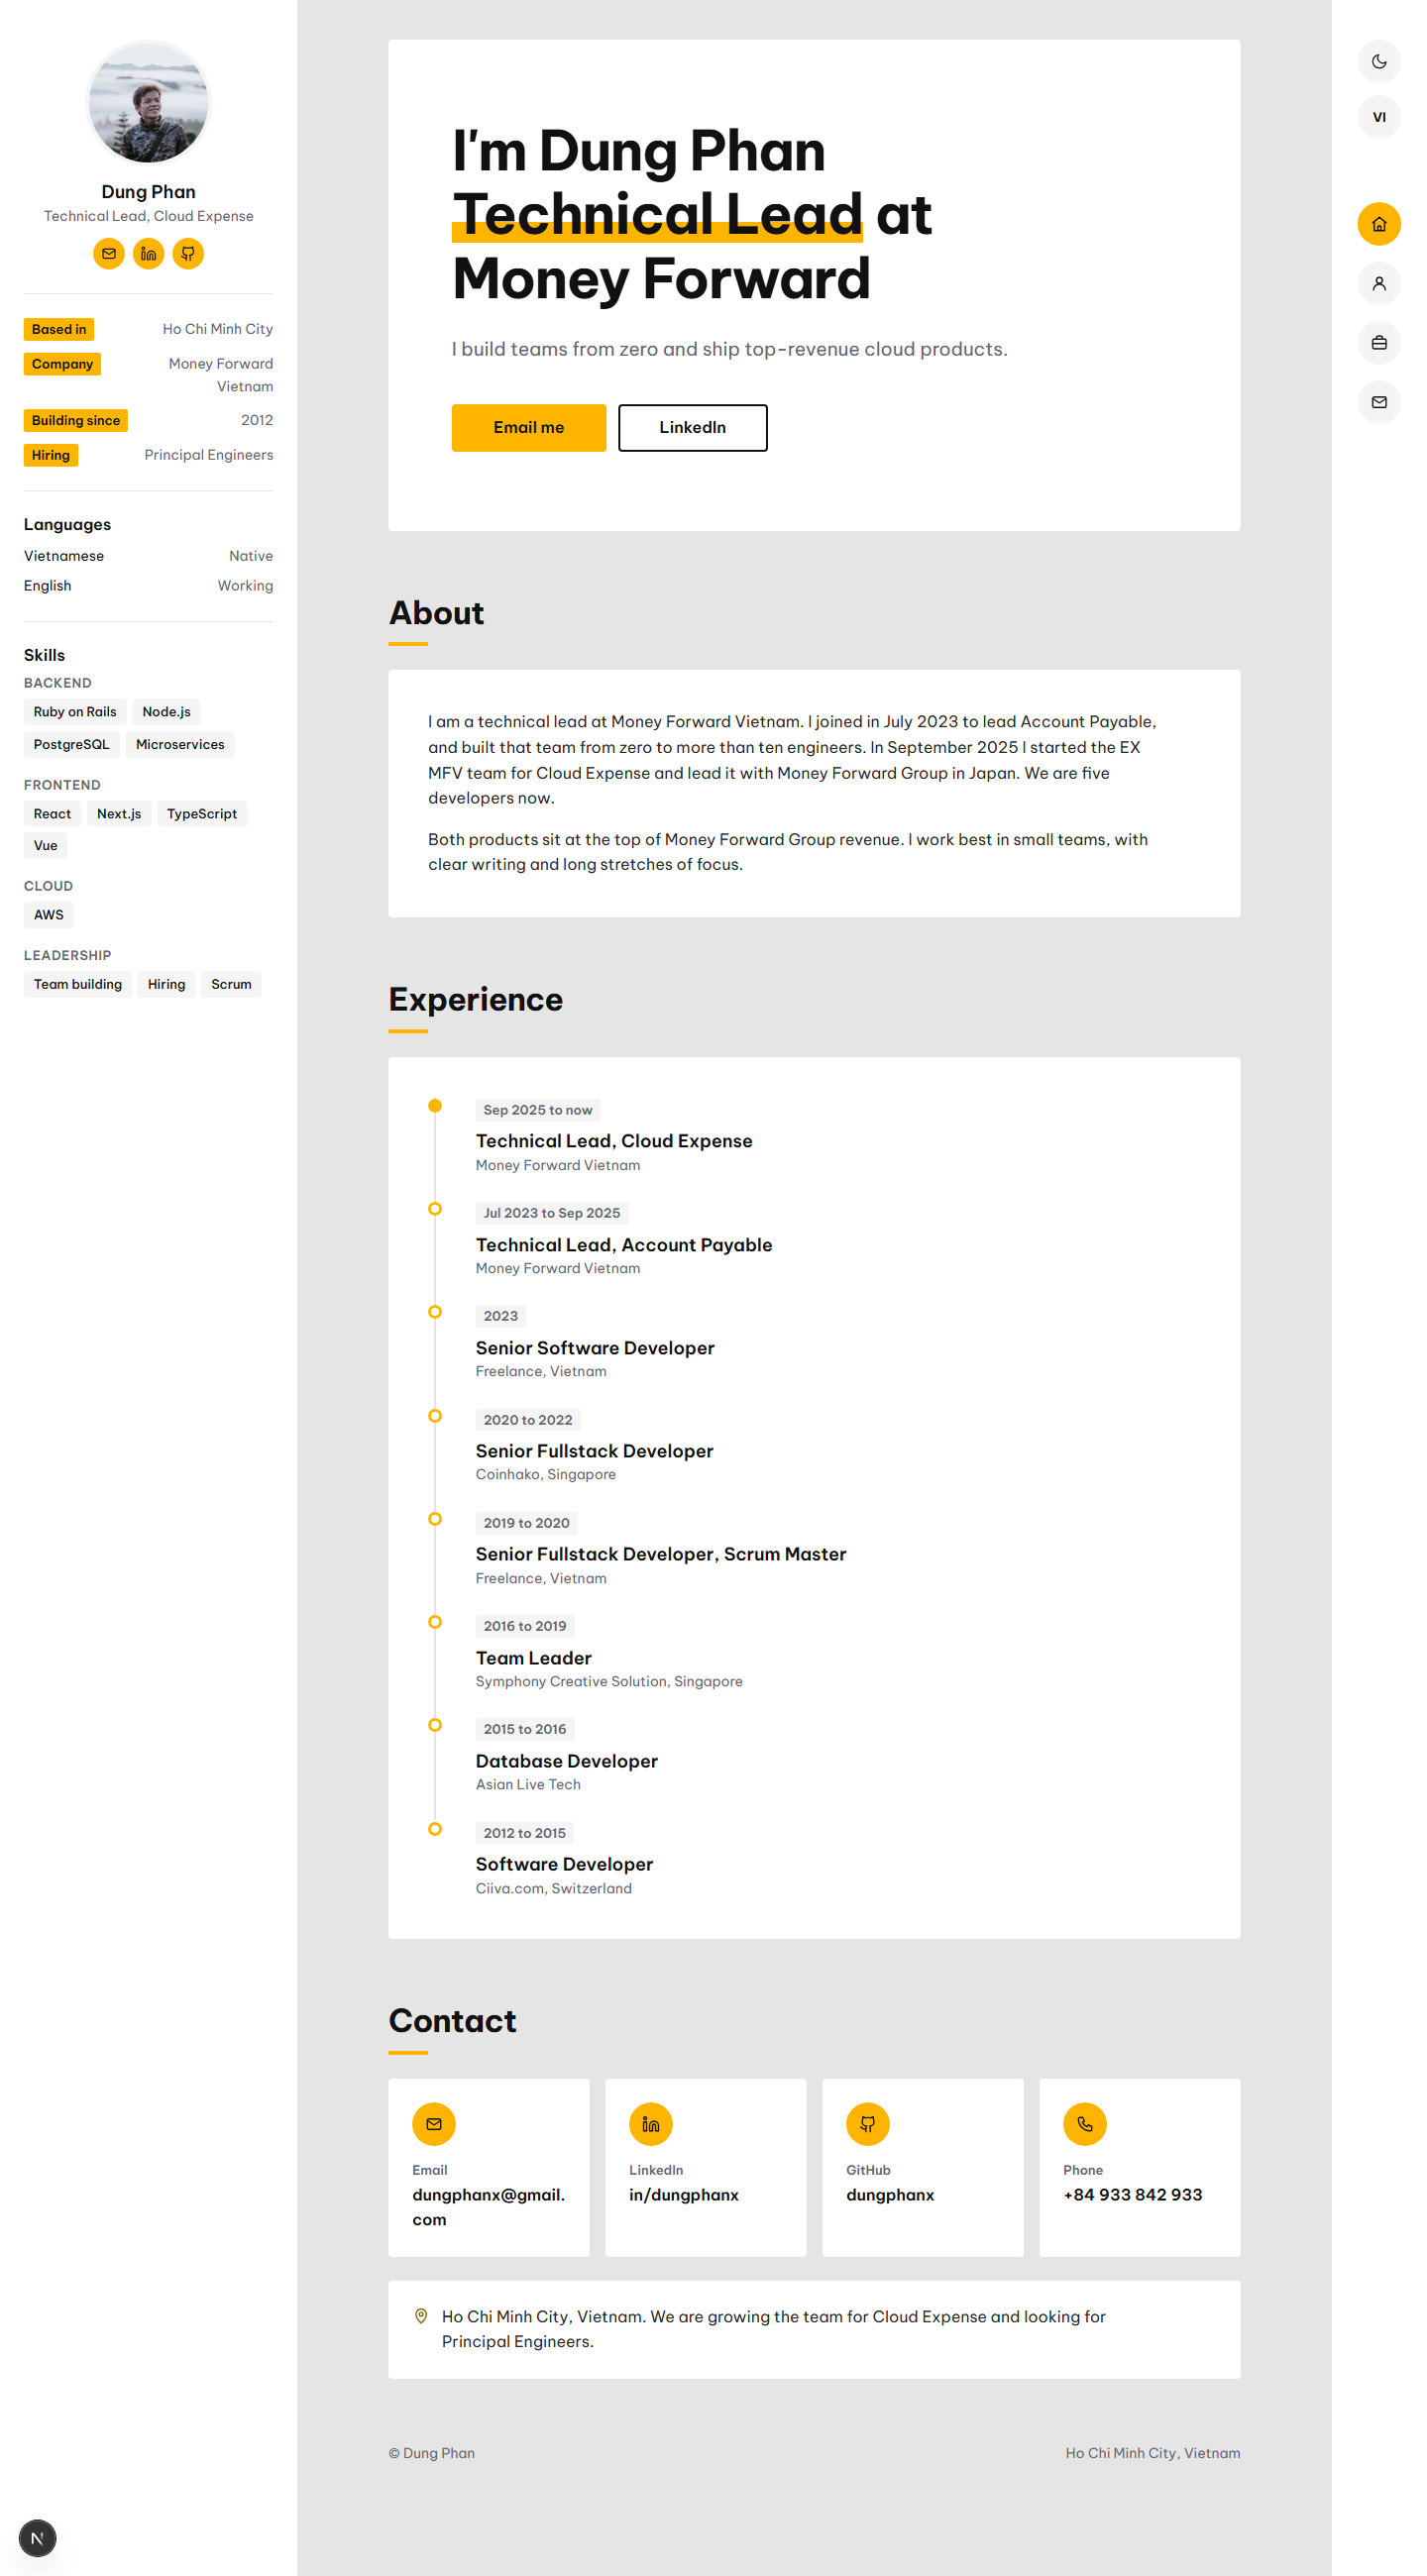 Dung Phan
Technical Lead, Cloud Expense
Based in Ho Chi Minh City
Company Money Forward
Vietnam
Building since 2012
Hiring Principal Engineers
Languages
Vietnamese Native
English Working
Skills
BACKEND
Ruby on Rails Node.js
PostgreSQL Microservices
FRONTEND
React Next.js TypeScript
Vue
CLOUD
AWS
LEADERSHIP
Team building Hiring Scrum
N
I'm Dung Phan
Technical Lead at
Money Forward
I build teams from zero and ship top-revenue cloud products.
Email me LinkedIn
About
I am a technical lead at Money Forward Vietnam. I joined in July 2023 to lead Account Payable,
and built that team from zero to more than ten engineers. In September 2025 I started the EX
MFV team for Cloud Expense and lead it with Money Forward Group in Japan. We are five
developers now.
Both products sit at the top of Money Forward Group revenue. I work best in small teams, with
clear writing and long stretches of focus.
Experience
Sep 2025 to now
Technical Lead, Cloud Expense
Money Forward Vietnam
Jul 2023 to Sep 2025
Technical Lead, Account Payable
Money Forward Vietnam
2023
Senior Software Developer
Freelance, Vietnam
2020 to 2022
Senior Fullstack Developer
Coinhako, Singapore
2019 to 2020
Senior Fullstack Developer, Scrum Master
Freelance, Vietnam
2016 to 2019
Team Leader
Symphony Creative Solution, Singapore
2015 to 2016
Database Developer
Asian Live Tech
2012 to 2015
Software Developer
Ciiva.com, Switzerland
Contact
Email
dungphanx@gmail.
com
LinkedIn
in/dungphanx
GitHub
dungphanx
Phone
+84 933 842 933
Ho Chi Minh City, Vietnam. We are growing the team for Cloud Expense and looking for
Principal Engineers.
© Dung Phan Ho Chi Minh City, Vietnam
VI